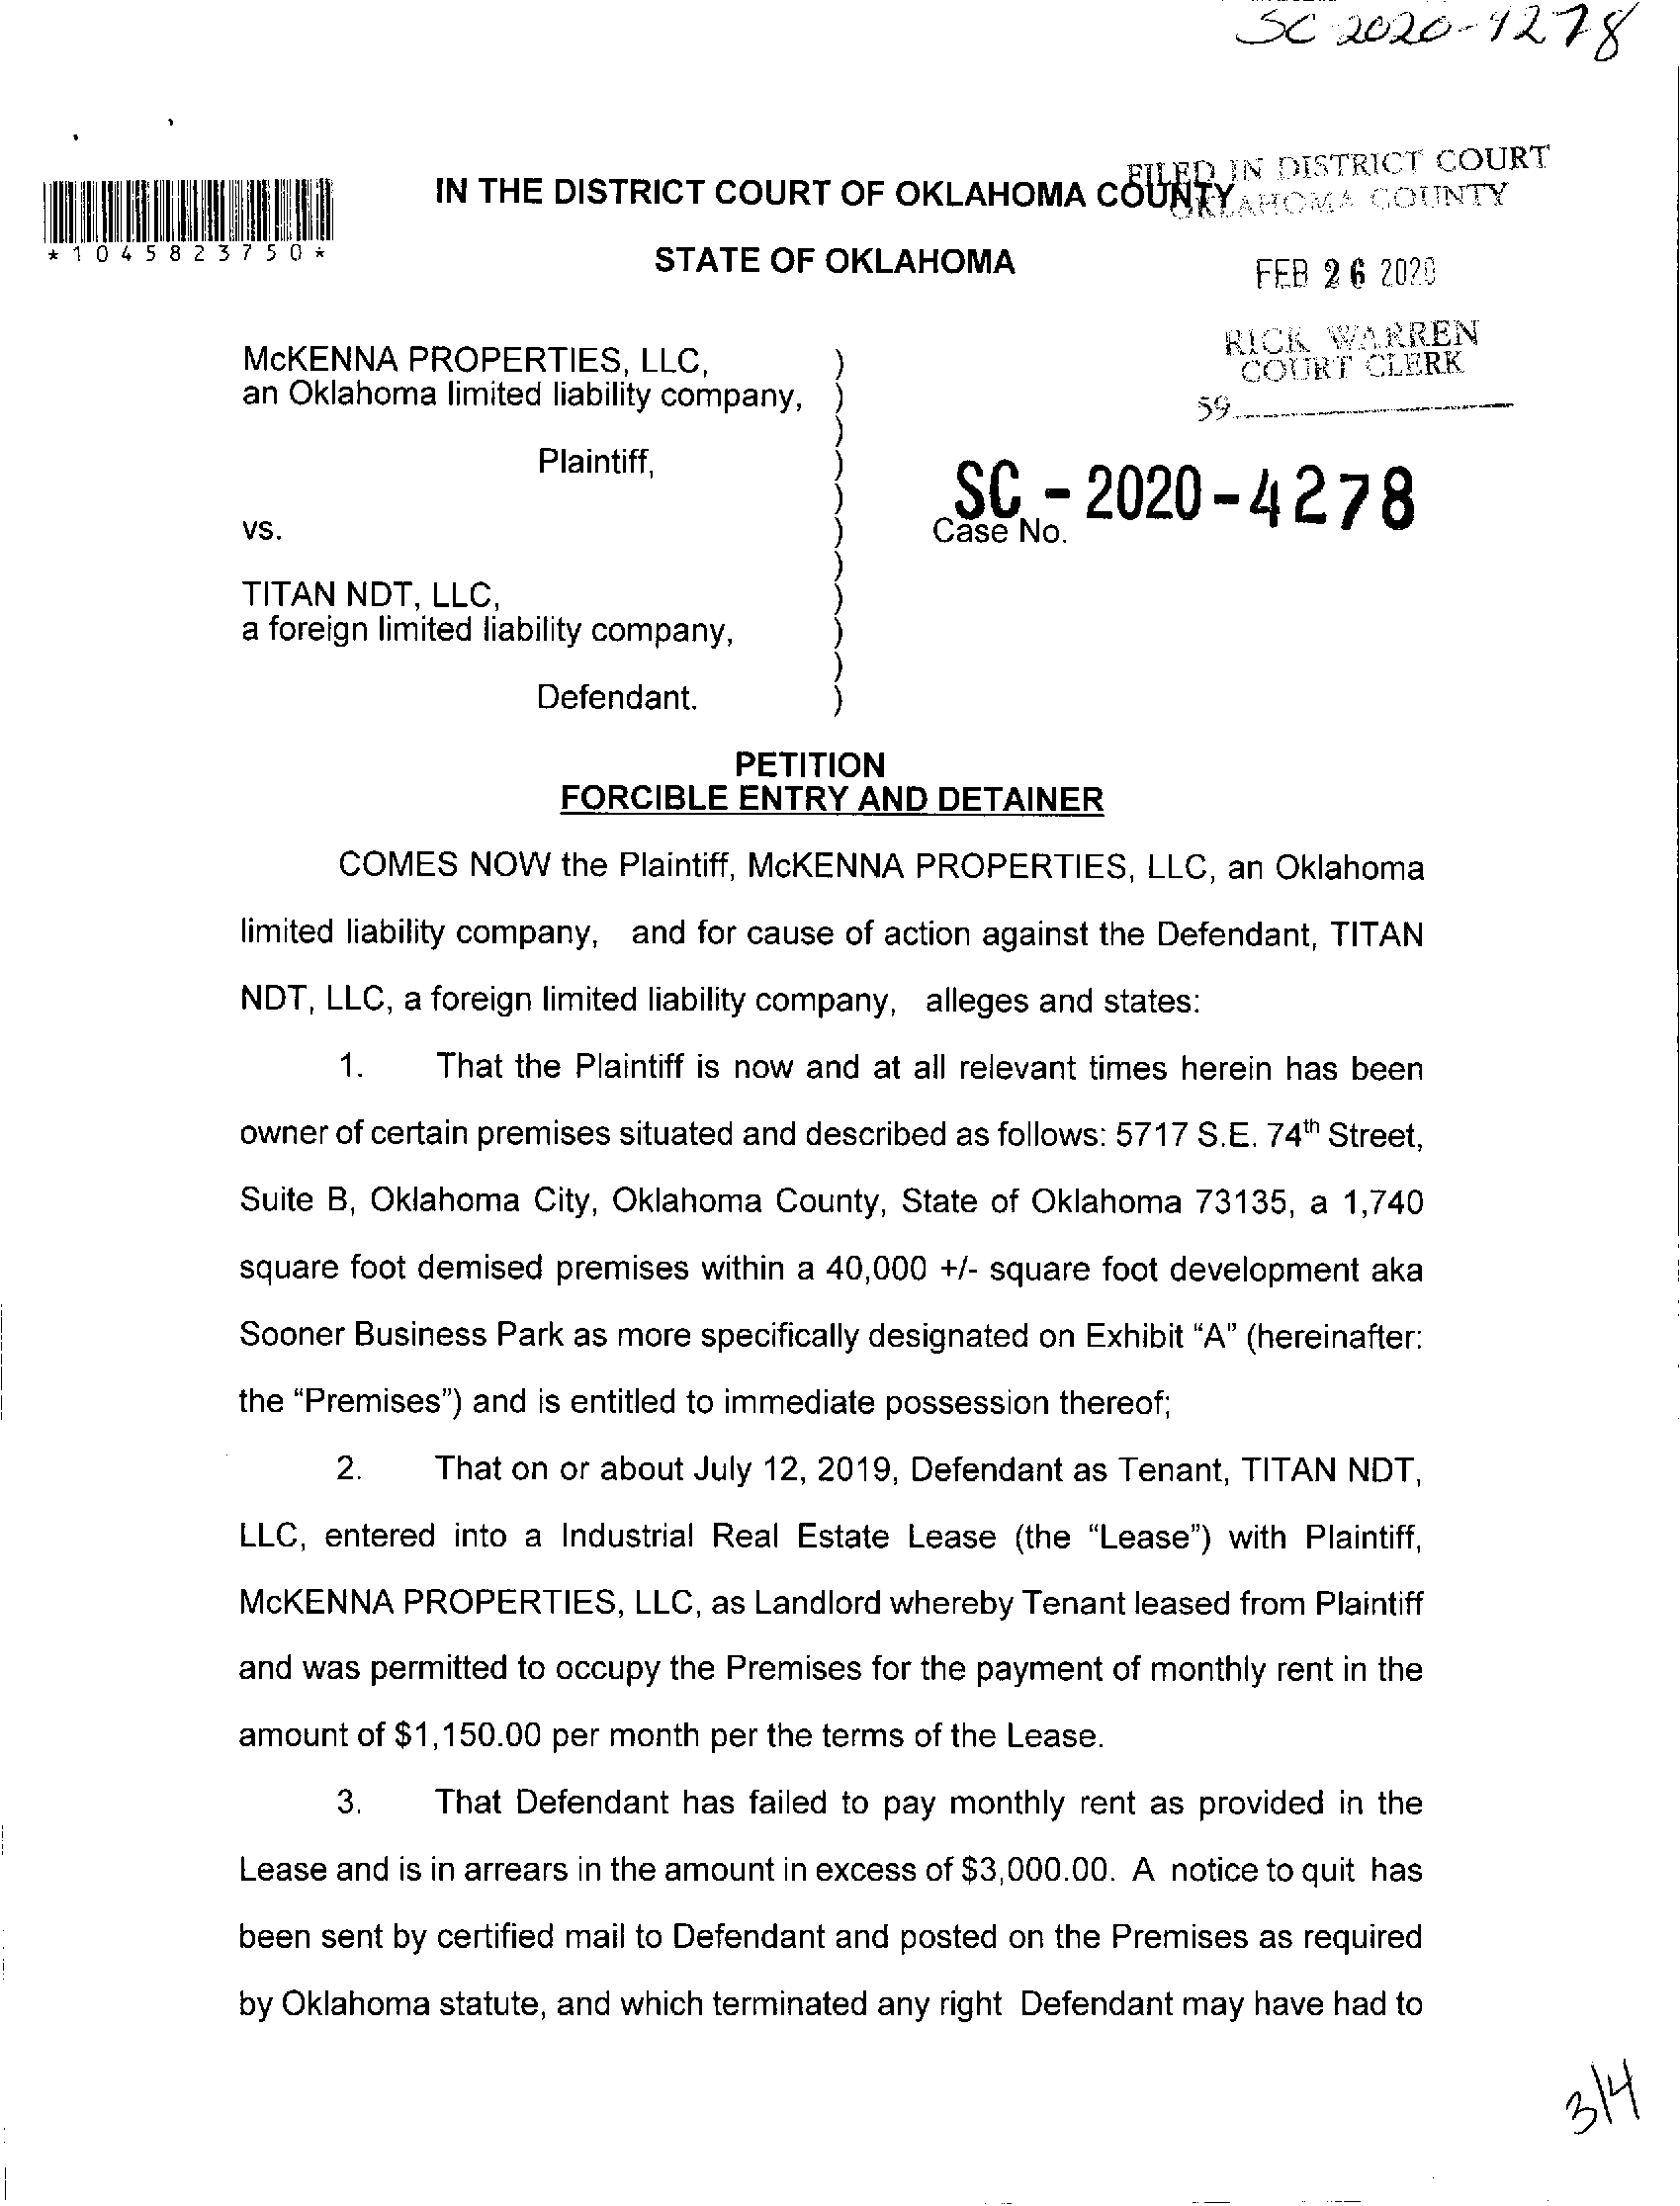 SC 2020-4278
FILED IN DISTRICT COURT
OKLAHOMA COUNTY
IN THE DISTRICT COURT OF OKLAHOMA COUNTY
*1045823750*
STATE OF OKLAHOMA
FEB 26 2020
RICK WARREN
COURT CLERK
59
McKENNA PROPERTIES, LLC, )
an Oklahoma limited liability company, )
)
Plaintiff, )
)
SC - 2020-4278
vs. ) Case No.
)
TITAN NDT, LLC, )
a foreign limited liability company, )
)
Defendant. )
PETITION
FORCIBLE ENTRY AND DETAINER
COMES NOW the Plaintiff, McKENNA PROPERTIES, LLC, an Oklahoma
limited liability company, and for cause of action against the Defendant, TITAN
NDT, LLC, a foreign limited liability company, alleges and states:
1. That the Plaintiff is now and at all relevant times herein has been
owner of certain premises situated and described as follows: 5717 S.E. 74th Street,
Suite B, Oklahoma City, Oklahoma County, State of Oklahoma 73135, a 1,740
square foot demised premises within a 40,000 +/- square foot development aka
Sooner Business Park as more specifically designated on Exhibit “A” (hereinafter:
the “Premises”) and is entitled to immediate possession thereof;
2. That on or about July 12, 2019, Defendant as Tenant, TITAN NDT,
LLC, entered into a Industrial Real Estate Lease (the “Lease”) with Plaintiff,
McKENNA PROPERTIES, LLC, as Landlord whereby Tenant leased from Plaintiff
and was permitted to occupy the Premises for the payment of monthly rent in the
amount of $1,150.00 per month per the terms of the Lease.
3. That Defendant has failed to pay monthly rent as provided in the
Lease and is in arrears in the amount in excess of $3,000.00. A notice to quit has
been sent by certified mail to Defendant and posted on the Premises as required
by Oklahoma statute, and which terminated any right Defendant may have had to
3/4